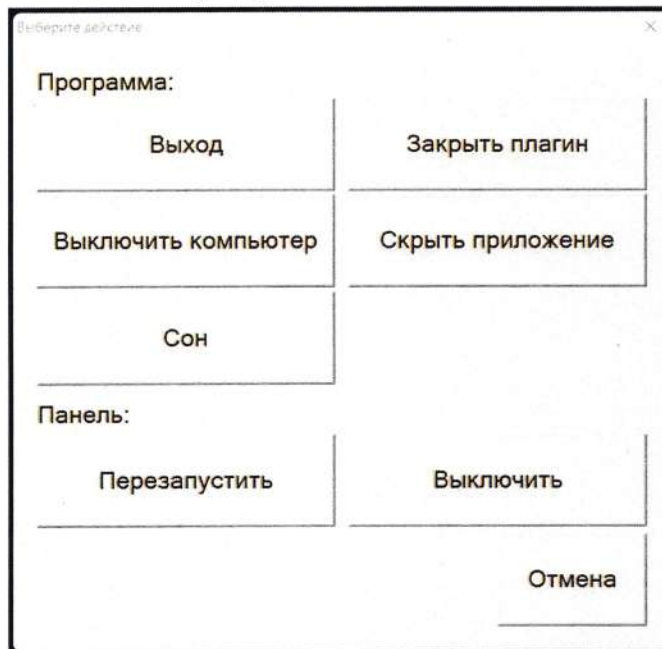 Выберите действие
Программа:
Выход
Закрыть плагин
Выключить компьютер
Скрыть приложение
Сон
Панель:
Перезапустить
Выключить
Отмена